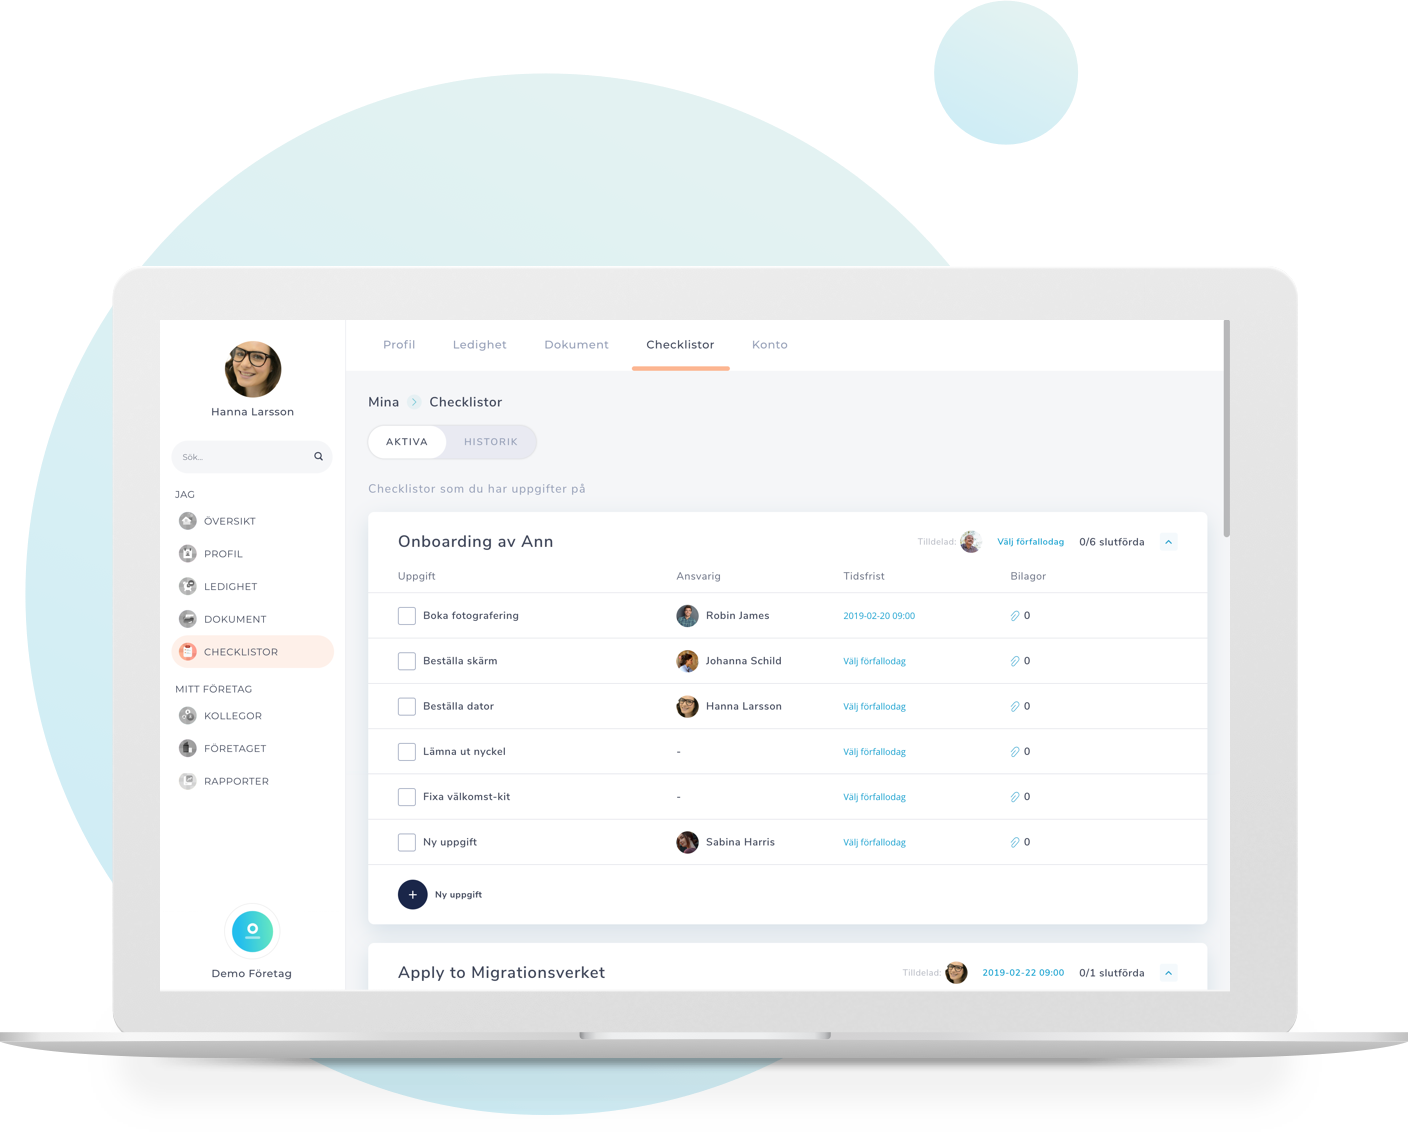 Profil Ledighet Dokument Checklistor Konto
Hanna Larsson
Sök...
JAG
ÖVERSIKT
PROFIL
LEDIGHET
DOKUMENT
CHECKLISTOR
MITT FÖRETAG
KOLLEGOR
FÖRETAGET
RAPPORTER
Demo Företag
Mina Checklistor
AKTIVA HISTORIK
Checklistor som du har uppgifter på
Onboarding av Ann Tilldelad: Välj förfallodag 0/6 slutförda
Uppgift Ansvarig Tidsfrist Bilagor
Boka fotografering Robin James 2019-02-20 09:00 0
Beställa skärm Johanna Schild Välj förfallodag 0
Beställa dator Hanna Larsson Välj förfallodag 0
Lämna ut nyckel - Välj förfallodag 0
Fixa välkomst-kit - Välj förfallodag 0
Ny uppgift Sabina Harris Välj förfallodag 0
+ Ny uppgift
Apply to Migrationsverket Tilldelad: 2019-02-22 09:00 0/1 slutförda